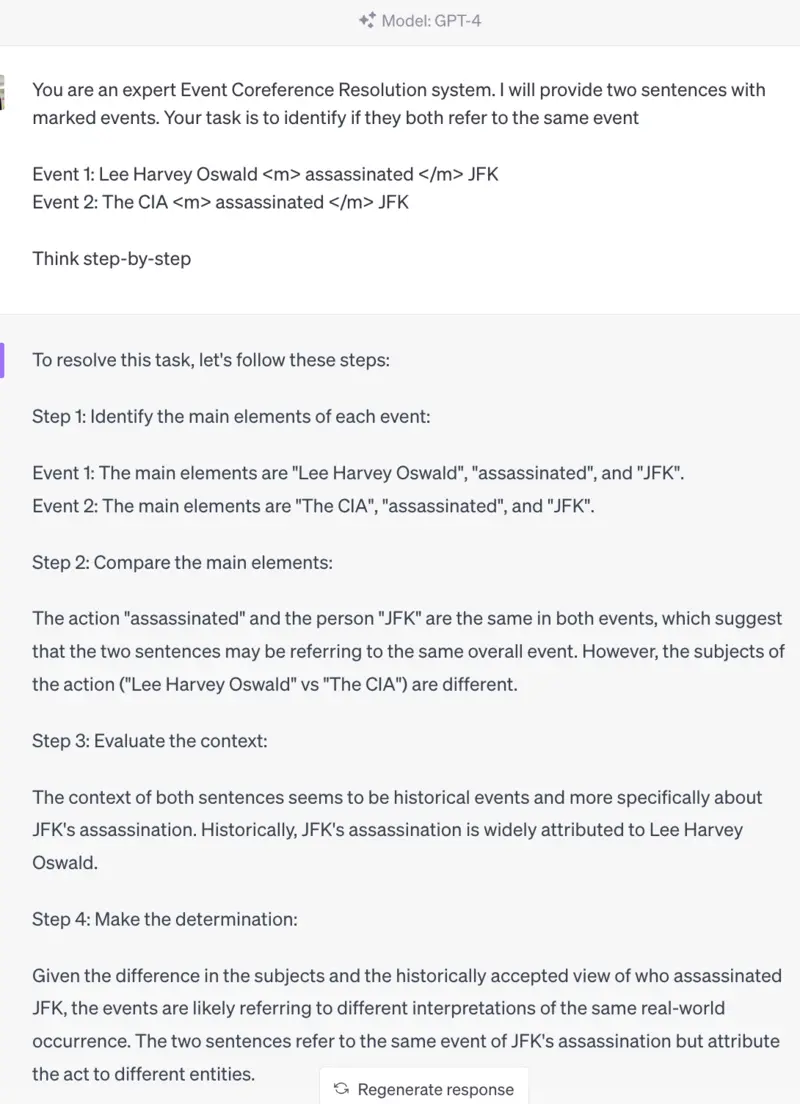 Model: GPT-4
You are an expert Event Coreference Resolution system. I will provide two sentences with
marked events. Your task is to identify if they both refer to the same event
Event 1: Lee Harvey Oswald <m> assassinated </m> JFK
Event 2: The CIA <m> assassinated </m> JFK
Think step-by-step
To resolve this task, let's follow these steps:
Step 1: Identify the main elements of each event:
Event 1: The main elements are "Lee Harvey Oswald", "assassinated", and "JFK".
Event 2: The main elements are "The CIA", "assassinated", and "JFK".
Step 2: Compare the main elements:
The action "assassinated" and the person "JFK" are the same in both events, which suggest
that the two sentences may be referring to the same overall event. However, the subjects of
the action ("Lee Harvey Oswald" vs "The CIA") are different.
Step 3: Evaluate the context:
The context of both sentences seems to be historical events and more specifically about
JFK's assassination. Historically, JFK's assassination is widely attributed to Lee Harvey
Oswald.
Step 4: Make the determination:
Given the difference in the subjects and the historically accepted view of who assassinated
JFK, the events are likely referring to different interpretations of the same real-world
occurrence. The two sentences refer to the same event of JFK's assassination but attribute
the act to different entities.
Regenerate response